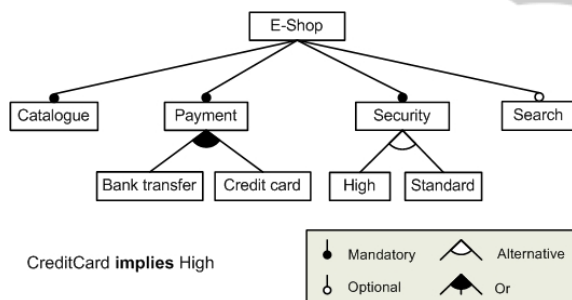 E-Shop
Catalogue
Payment
Security
Search
Bank transfer
Credit card
High
Standard
CreditCard implies High
Mandatory
Alternative
Optional
Or